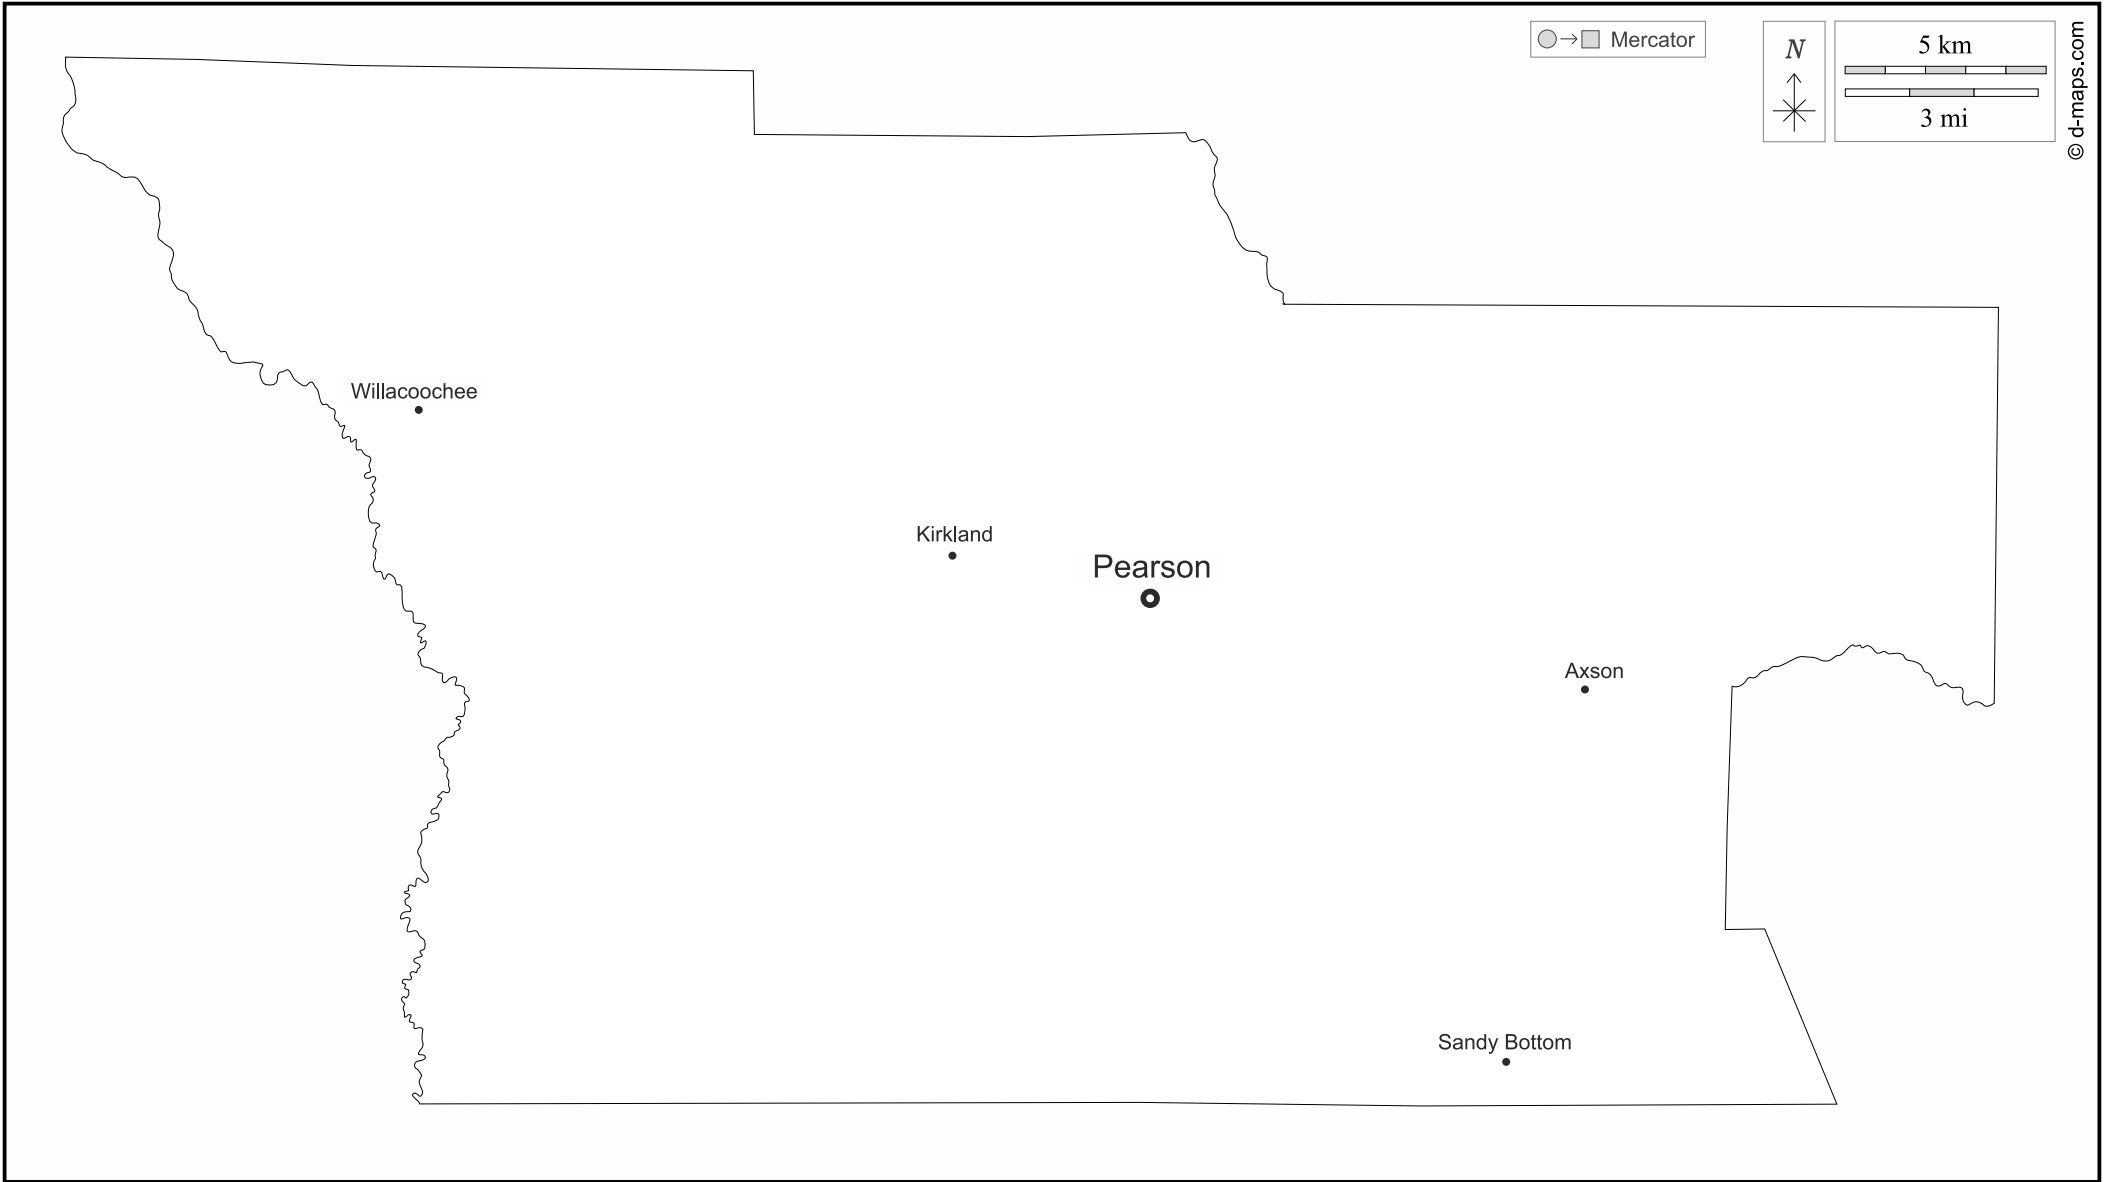 Mercator
N
5 km
3 mi
© d-maps.com
Willacoochee
Kirkland
Pearson
Axson
Sandy Bottom